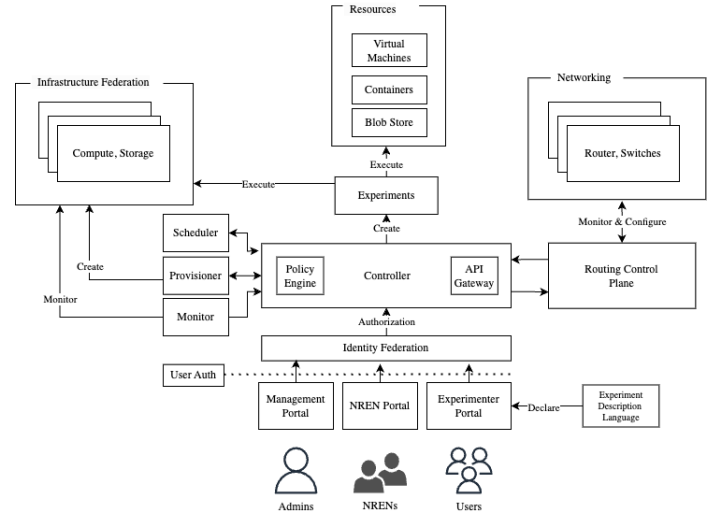 Resources
Virtual
Machines
Containers
Blob Store
Infrastructure Federation
Compute, Storage
Networking
Router, Switches
Execute
Execute
Experiments
Create
Monitor & Configure
Scheduler
Provisioner
Monitor
Create
Monitor
Policy
Engine
Controller
API
Gateway
Routing Control
Plane
Authorization
Identity Federation
User Auth
Management
Portal
NREN Portal
Experimenter
Portal
Declare
Experiment
Description
Language
Admins
NRENs
Users